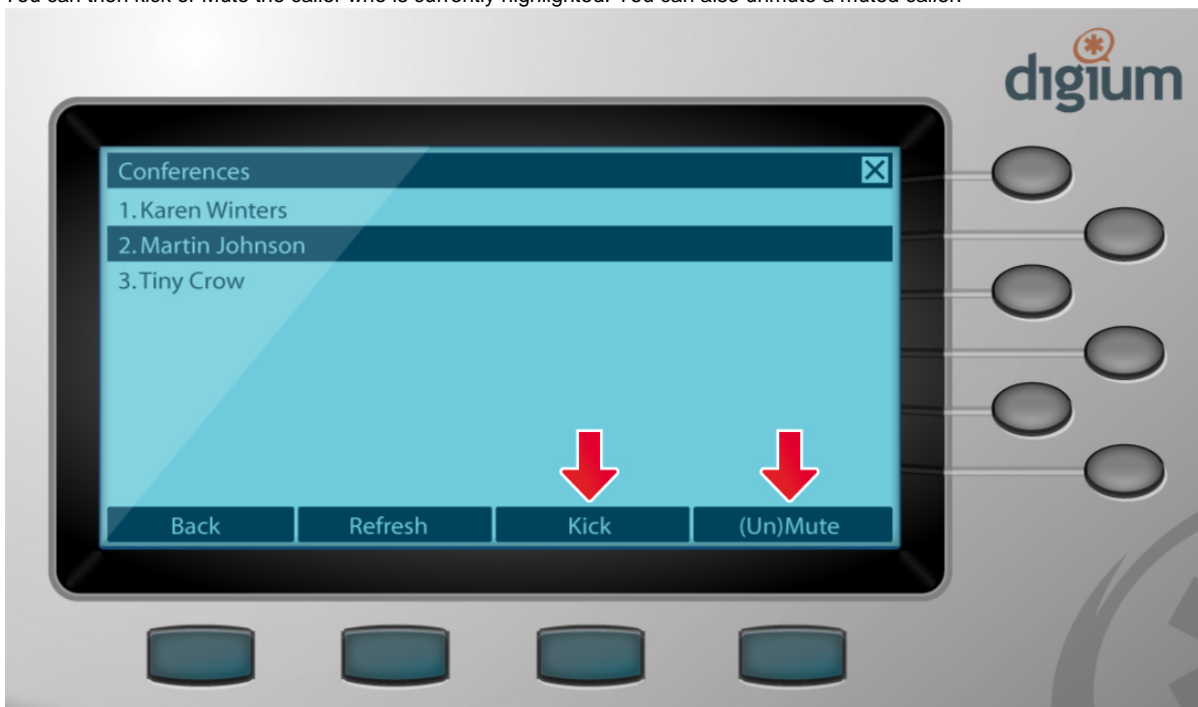 You can then kick or Mute the caller who is currently highlighted. You can also unmute a muted caller.
digium
Conferences
1. Karen Winters
2. Martin Johnson
3. Tiny Crow
Back Refresh Kick (Un)Mute